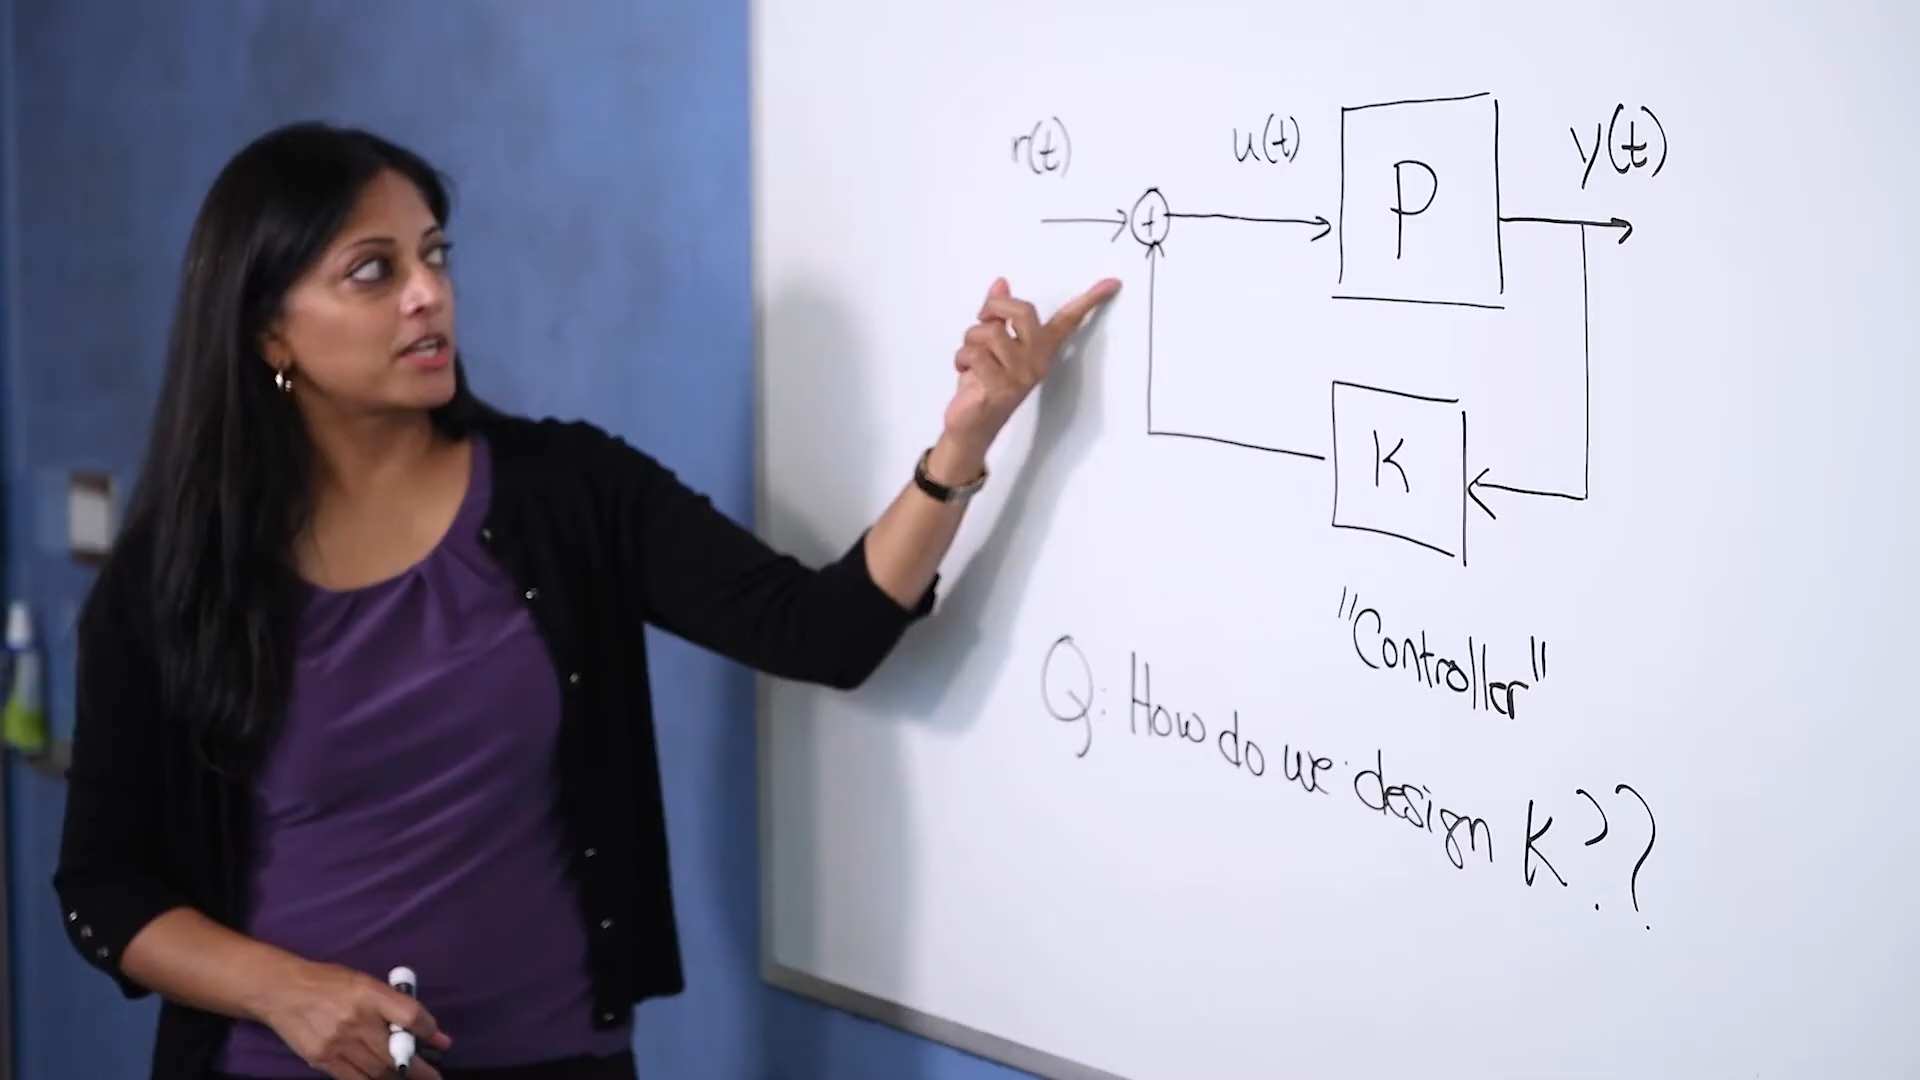 r(t) u(t) y(t)
+
P
K
"Controller"
Q: How do we design K??